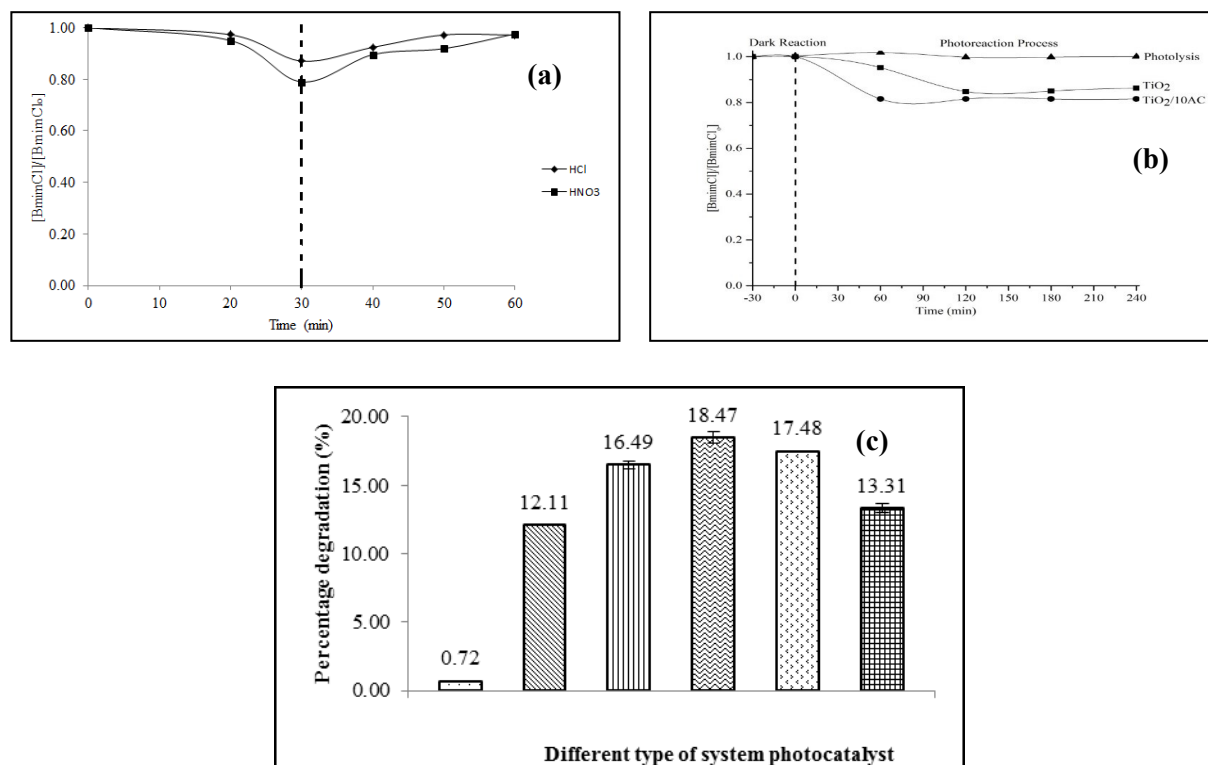 [BmimCl]/[BmimClo]
1.00
0.80
0.60
0.40
0.20
0.00
0
10
20
30
40
50
60
Time (min)
(a)
HCl
HNO3
[BmimCl]/[BmimCl₀]
1.0
0.8
0.6
0.4
0.2
0.0
-30
0
30
60
90
120
150
180
210
240
Time (min)
Dark Reaction
Photoreaction Process
Photolysis
TiO₂
TiO₂/10AC
(b)
Percentage degradation (%)
20.00
15.00
10.00
5.00
0.00
0.72
12.11
16.49
18.47
17.48
13.31
(c)
Different type of system photocatalyst